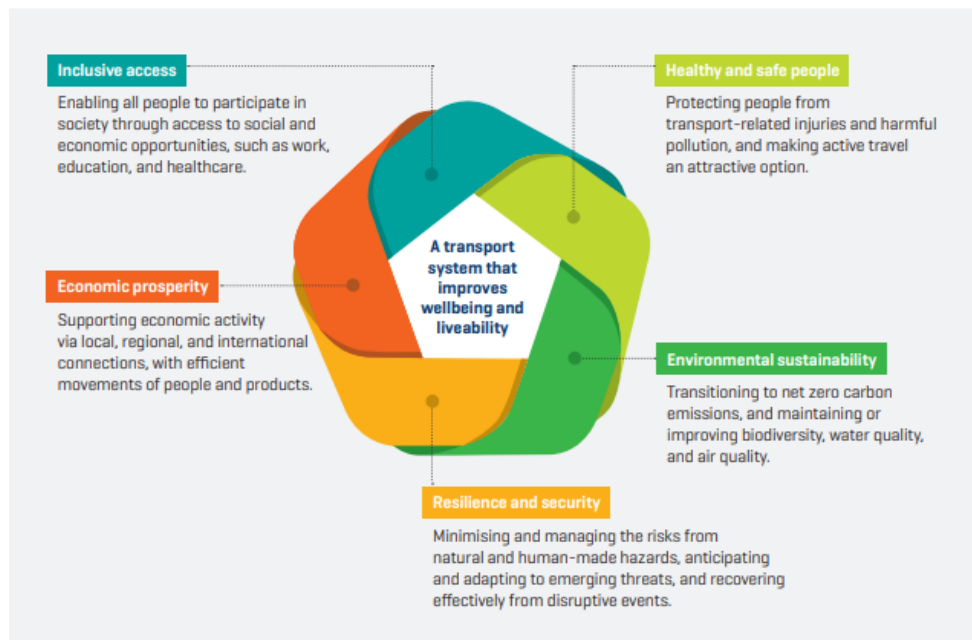 Inclusive access
Enabling all people to participate in
society through access to social and
economic opportunities, such as work,
education, and healthcare.
Healthy and safe people
Protecting people from
transport-related injuries and harmful
pollution, and making active travel
an attractive option.
A transport
system that
improves
wellbeing and
liveability
Economic prosperity
Supporting economic activity
via local, regional, and international
connections, with efficient
movements of people and products.
Environmental sustainability
Transitioning to net zero carbon
emissions, and maintaining or
improving biodiversity, water quality,
and air quality.
Resilience and security
Minimising and managing the risks from
natural and human-made hazards, anticipating
and adapting to emerging threats, and recovering
effectively from disruptive events.